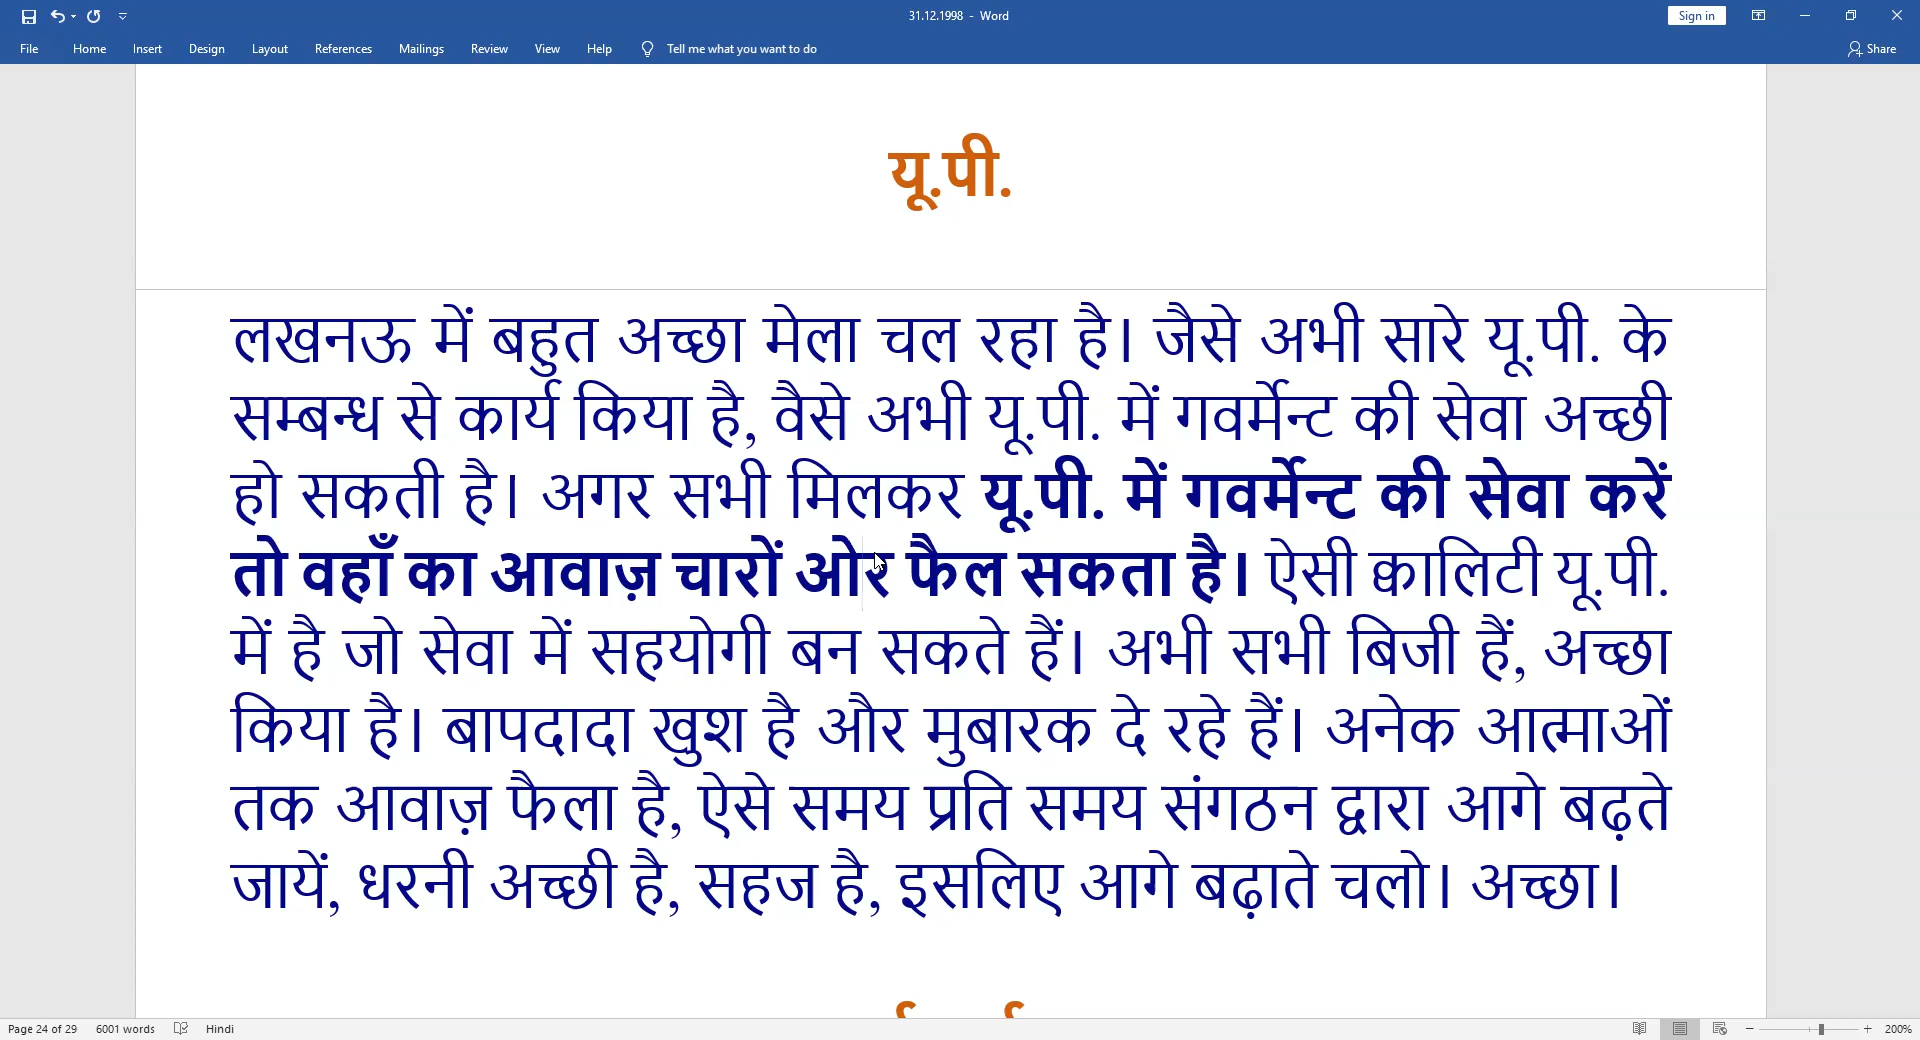 31.12.1998 - Word
Sign in
File Home Insert Design Layout References Mailings Review View Help Tell me what you want to do Share
यू.पी.
लखनऊ में बहुत अच्छा मेला चल रहा है। जैसे अभी सारे यू.पी. के
सम्बन्ध से कार्य किया है, वैसे अभी यू.पी. में गवर्मेन्ट की सेवा अच्छी
हो सकती है। अगर सभी मिलकर यू.पी. में गवर्मेन्ट की सेवा करें
तो वहाँ का आवाज़ चारों ओर फैल सकता है। ऐसी क्वालिटी यू.पी.
में है जो सेवा में सहयोगी बन सकते हैं। अभी सभी बिजी हैं, अच्छा
किया है। बापदादा खुश है और मुबारक दे रहे हैं। अनेक आत्माओं
तक आवाज़ फैला है, ऐसे समय प्रति समय संगठन द्वारा आगे बढ़ते
जायें, धरनी अच्छी है, सहज है, इसलिए आगे बढ़ाते चलो। अच्छा।
Page 24 of 29 6001 words Hindi 200%